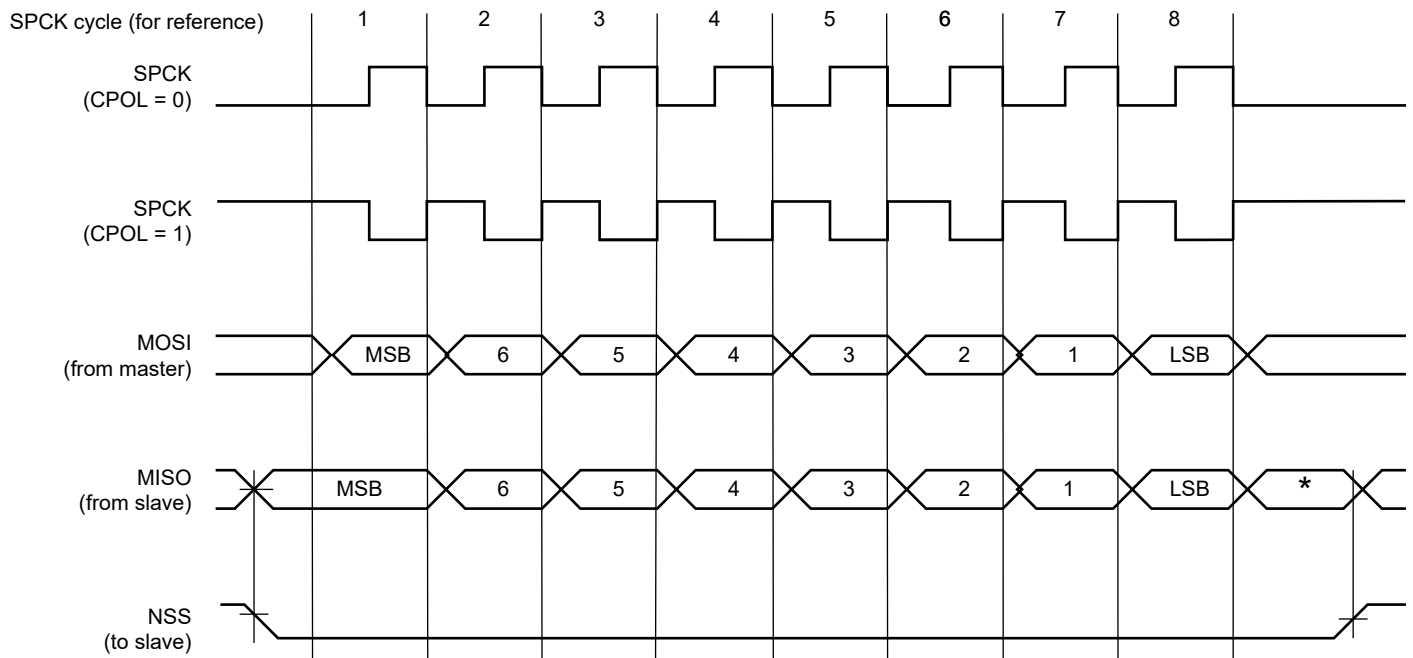 SPCK cycle (for reference) 1 2 3 4 5 6 7 8
SPCK
(CPOL = 0)
SPCK
(CPOL = 1)
MOSI
(from master)
MSB 6 5 4 3 2 1 LSB
MISO
(from slave)
MSB 6 5 4 3 2 1 LSB *
NSS
(to slave)